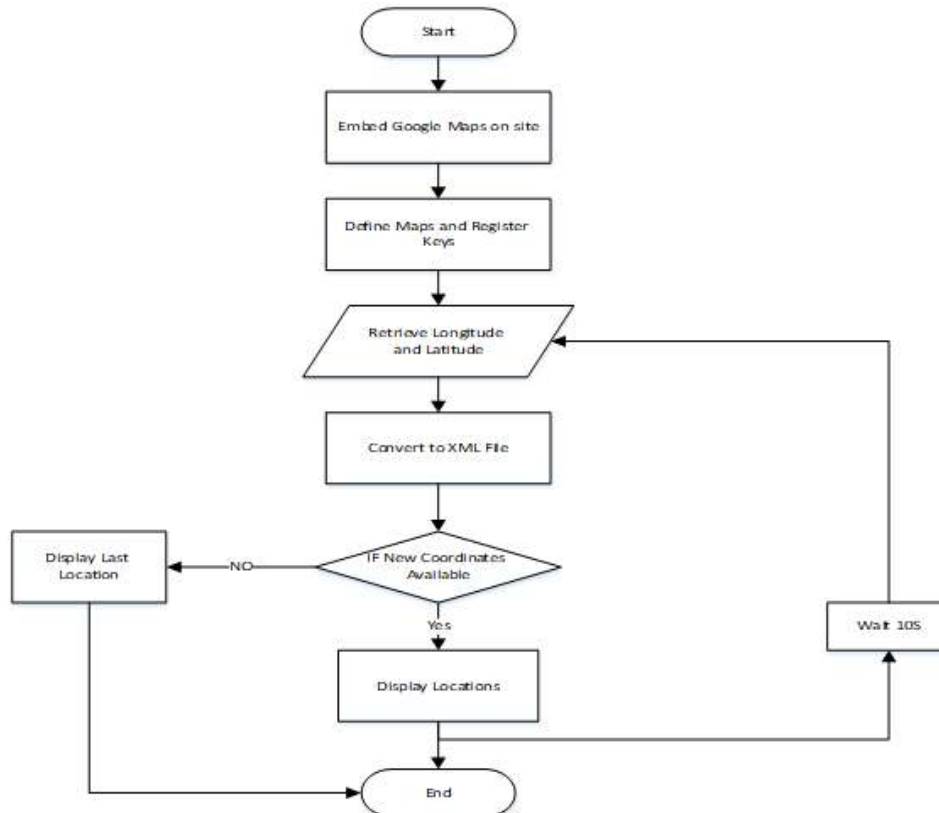 Start
Embed Google Maps on site
Define Maps and Register
Keys
Retrieve Longitude
and Latitude
Convert to XML File
Display Last
Location
NO
IF New Coordinates
Available
Yes
Wait 10S
Display Locations
End